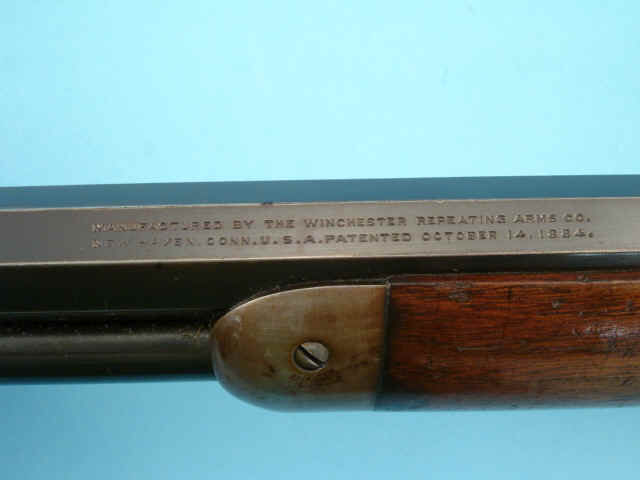 MANUFACTURED BY THE WINCHESTER REPEATING ARMS CO.
NEW HAVEN. CONN. U. S. A. PATENTED OCTOBER 14. 1884.